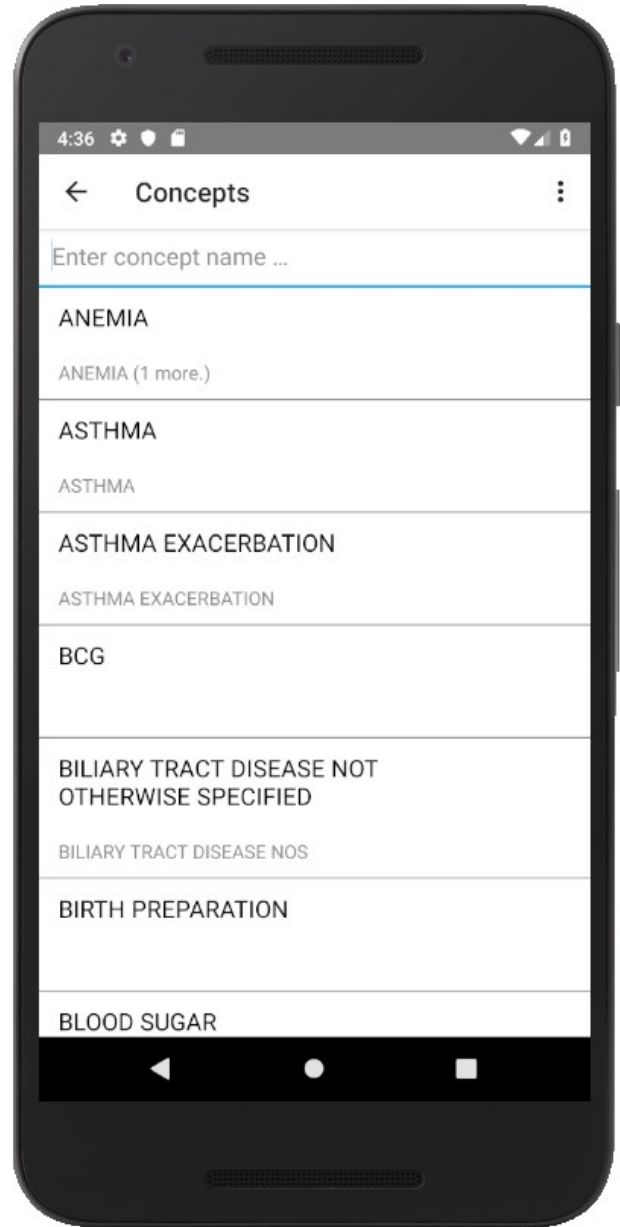 4:36
Concepts
Enter concept name ...
ANEMIA
ANEMIA (1 more.)
ASTHMA
ASTHMA
ASTHMA EXACERBATION
ASTHMA EXACERBATION
BCG
BILIARY TRACT DISEASE NOT
OTHERWISE SPECIFIED
BILIARY TRACT DISEASE NOS
BIRTH PREPARATION
BLOOD SUGAR